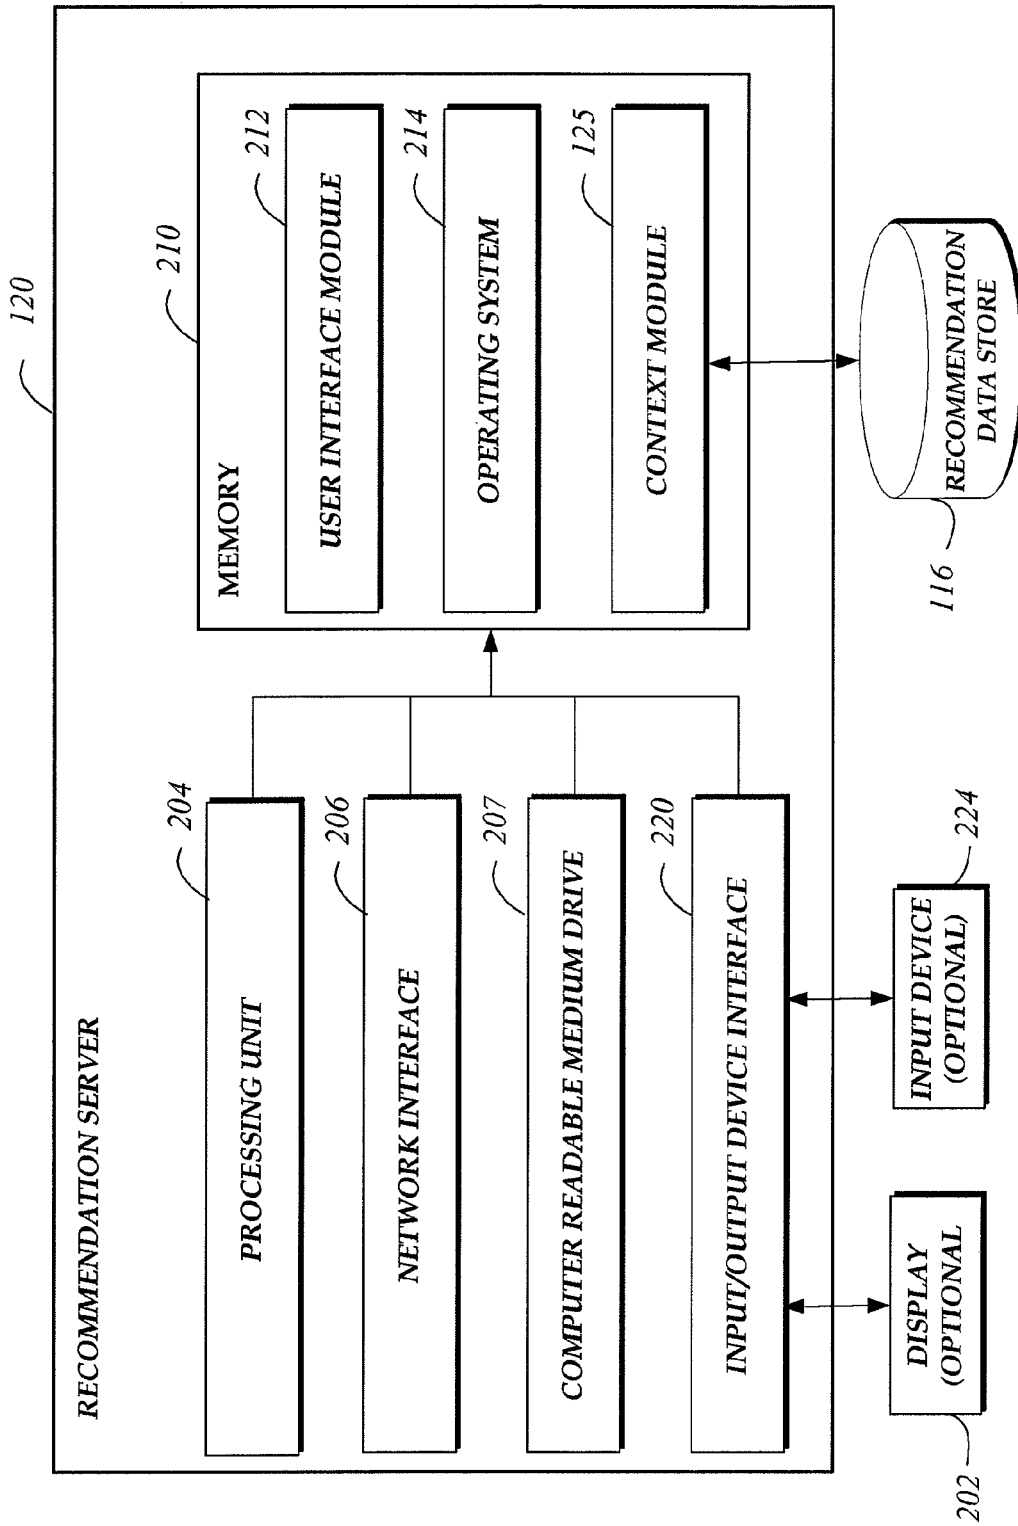 120
RECOMMENDATION SERVER
204
PROCESSING UNIT
206
NETWORK INTERFACE
207
COMPUTER READABLE MEDIUM DRIVE
220
INPUT/OUTPUT DEVICE INTERFACE
210
MEMORY
212
USER INTERFACE MODULE
214
OPERATING SYSTEM
125
CONTEXT MODULE
DISPLAY
(OPTIONAL
202
INPUT DEVICE
(OPTIONAL)
224
116
RECOMMENDATION
DATA STORE